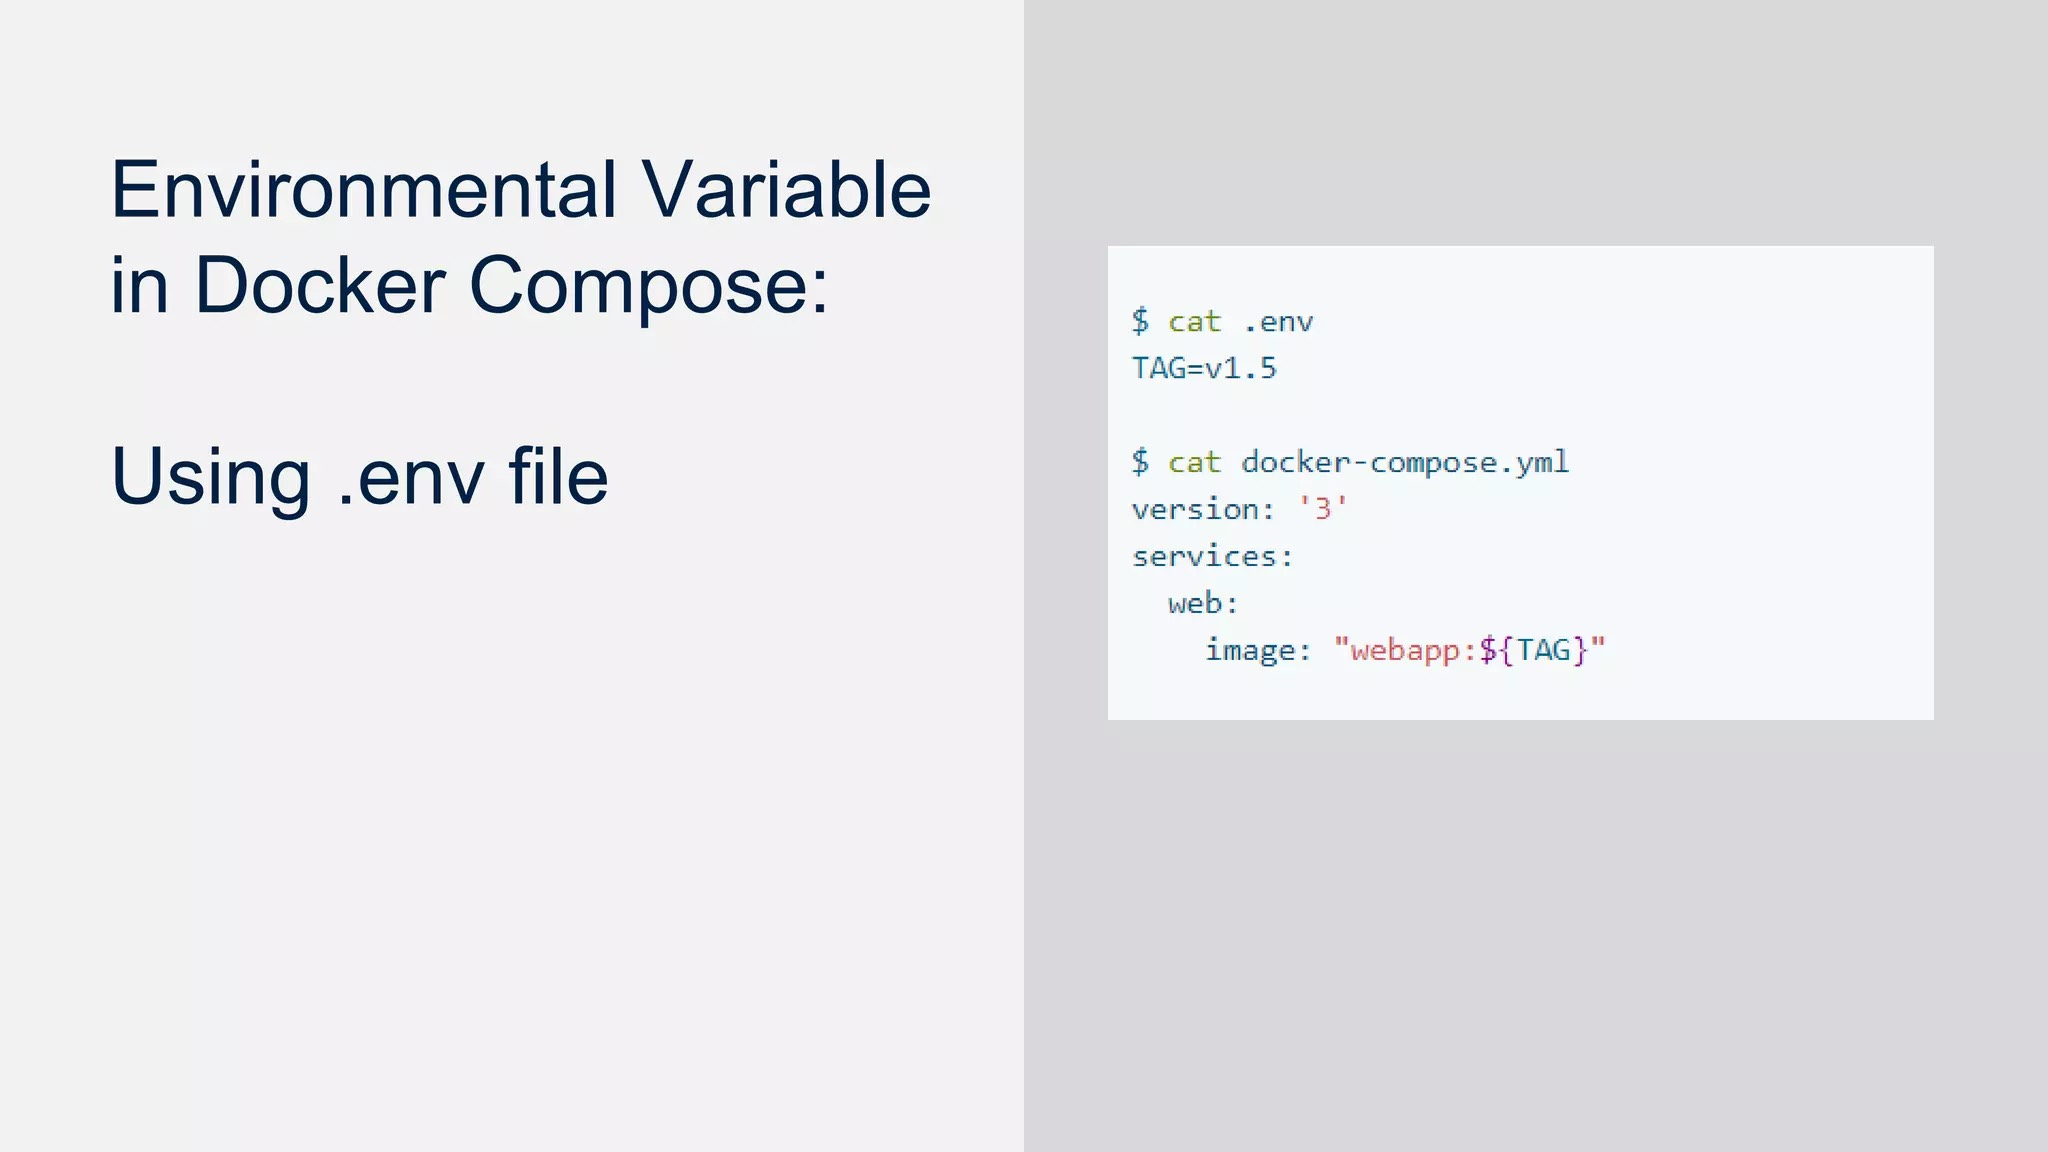 Environmental Variable
in Docker Compose:
Using .env file
$ cat .env
TAG=v1.5
$ cat docker-compose.yml
version: '3'
services:
  web:
    image: "webapp:${TAG}"